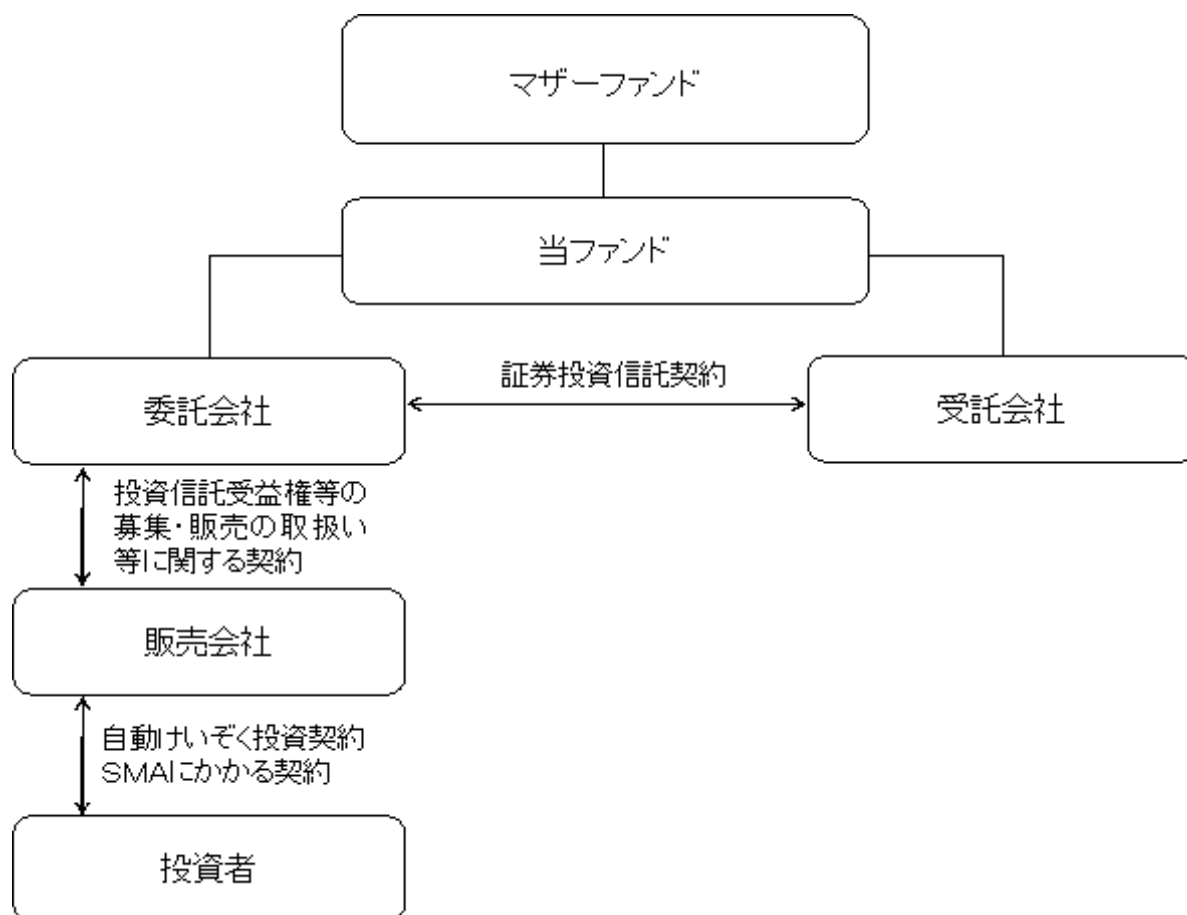 マザーファンド
当ファンド
証券投資信託契約
委託会社
受託会社
投資信託受益権等の
募集・販売の取扱い
等に関する契約
販売会社
自動けいぞく投資契約
SMAにかかる契約
投資者